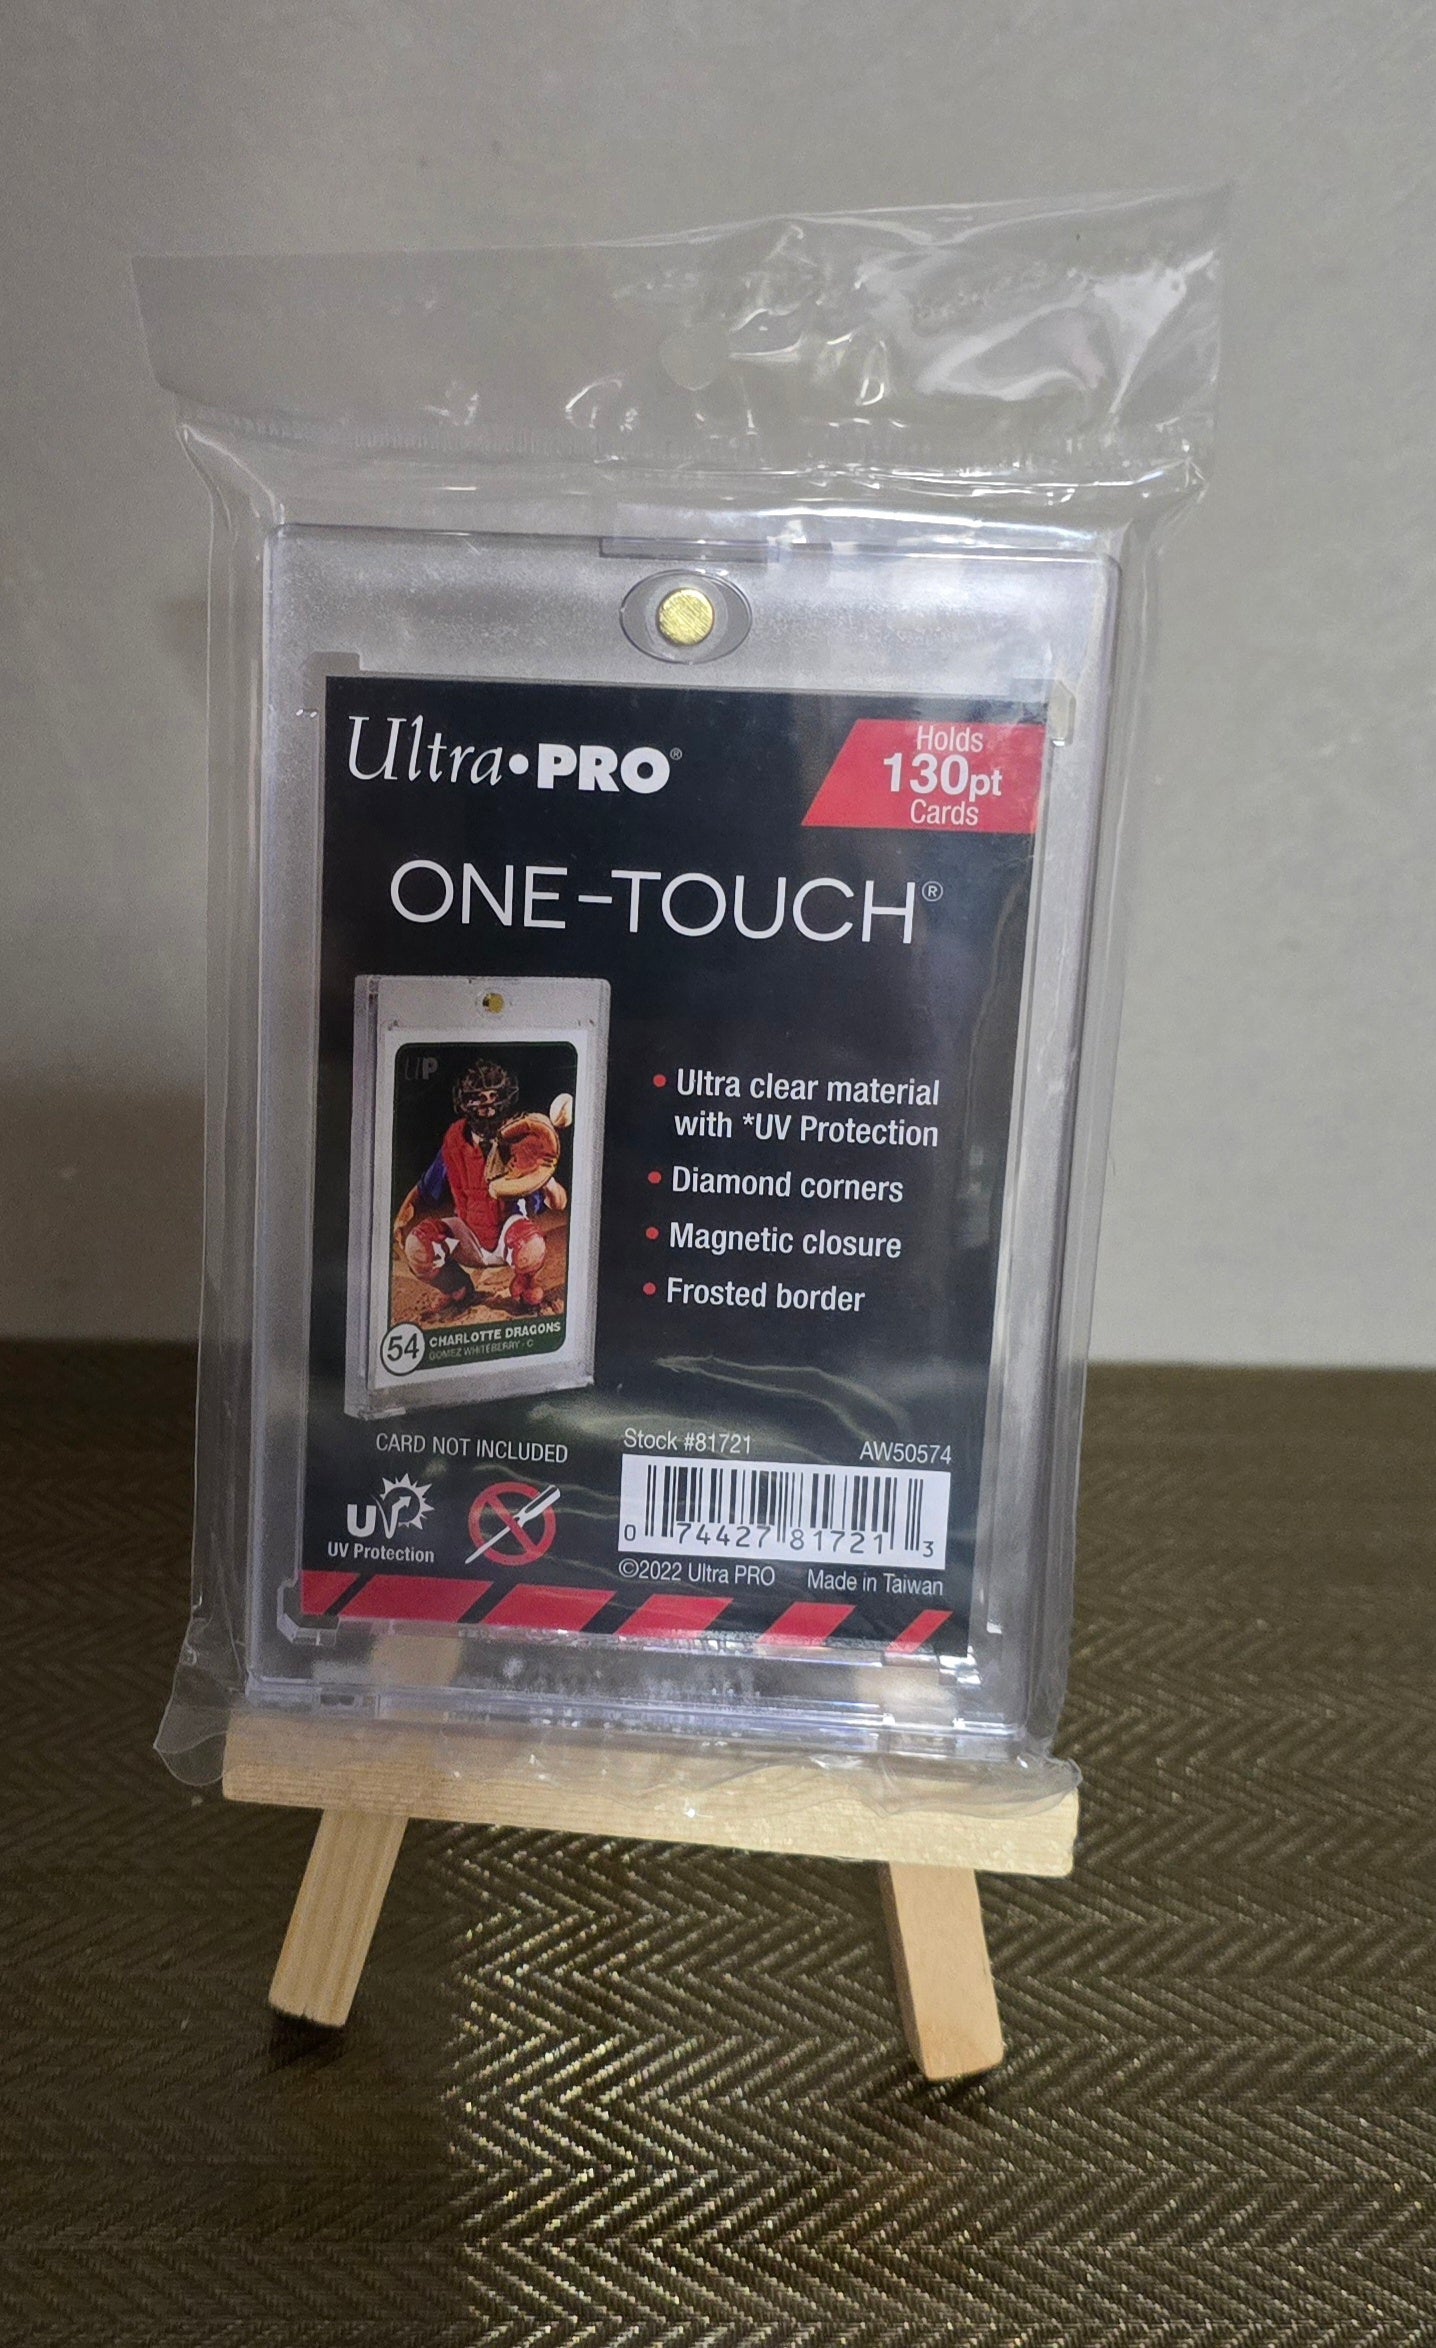 Ultra•PRO®
Holds
130pt
Cards
ONE-TOUCH®
UP
• Ultra clear material
with *UV Protection
• Diamond corners
• Magnetic closure
• Frosted border
54
CHARLOTTE DRAGONS
GOMEZ WHITEBERRY - C
CARD NOT INCLUDED
Stock #81721
AW50574
UV
UV Protection
0 74427 81721 3
©2022 Ultra PRO
Made in Taiwan